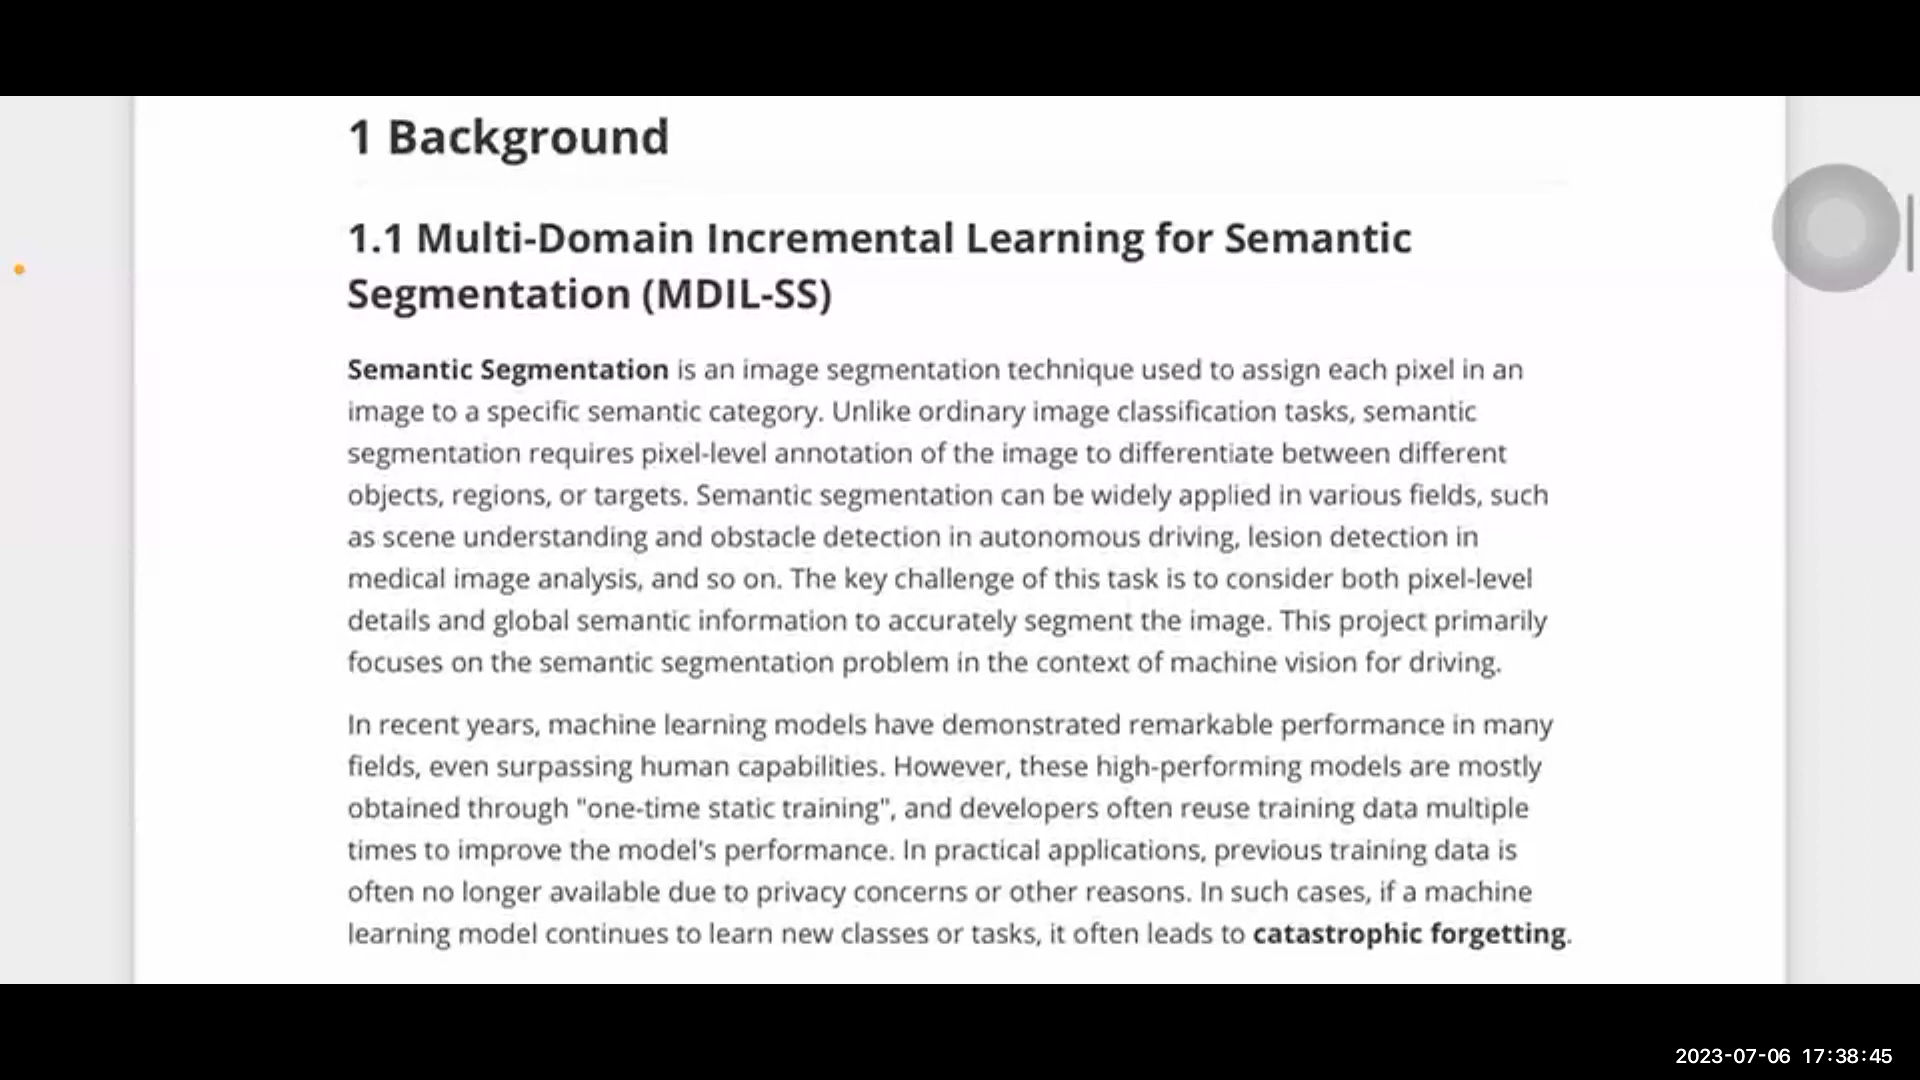 1 Background
1.1 Multi-Domain Incremental Learning for Semantic
Segmentation (MDIL-SS)
Semantic Segmentation is an image segmentation technique used to assign each pixel in an
image to a specific semantic category. Unlike ordinary image classification tasks, semantic
segmentation requires pixel-level annotation of the image to differentiate between different
objects, regions, or targets. Semantic segmentation can be widely applied in various fields, such
as scene understanding and obstacle detection in autonomous driving, lesion detection in
medical image analysis, and so on. The key challenge of this task is to consider both pixel-level
details and global semantic information to accurately segment the image. This project primarily
focuses on the semantic segmentation problem in the context of machine vision for driving.
In recent years, machine learning models have demonstrated remarkable performance in many
fields, even surpassing human capabilities. However, these high-performing models are mostly
obtained through "one-time static training", and developers often reuse training data multiple
times to improve the model's performance. In practical applications, previous training data is
often no longer available due to privacy concerns or other reasons. In such cases, if a machine
learning model continues to learn new classes or tasks, it often leads to catastrophic forgetting.
2023-07-06 17:38:45